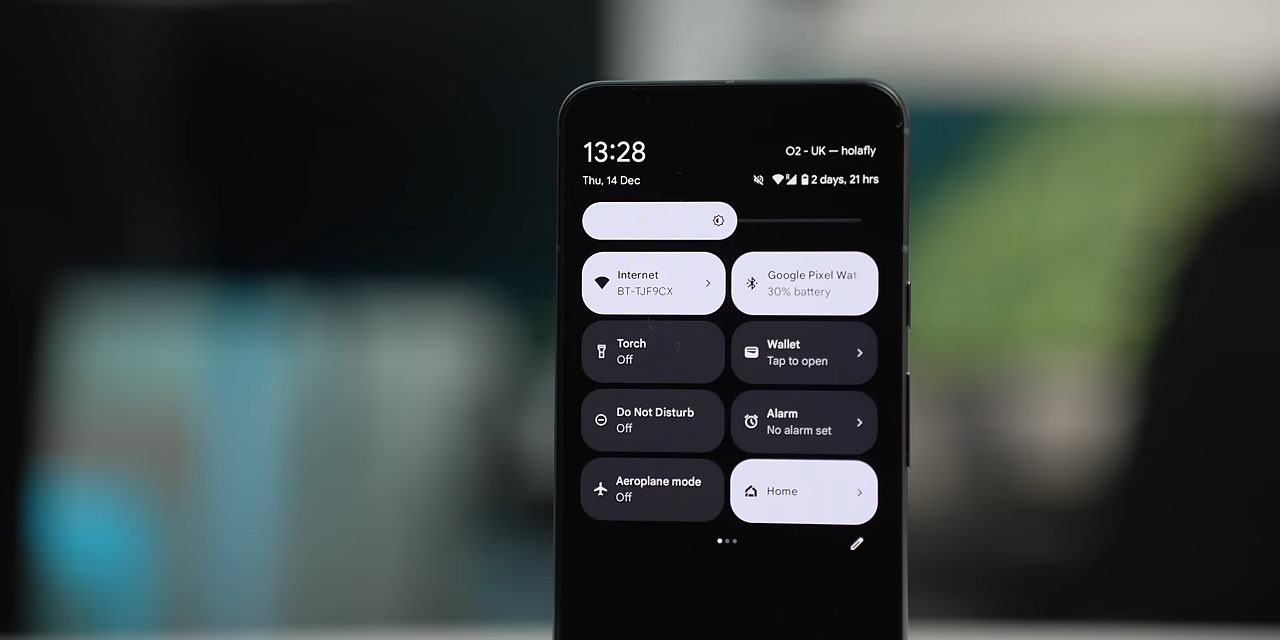 13:28
O2 - UK — holafly
Thu, 14 Dec
R
2 days, 21 hrs
Internet
BT-TJF9CX
Google Pixel Wat
30% battery
Torch
Off
Wallet
Tap to open
Do Not Disturb
Off
Alarm
No alarm set
Aeroplane mode
Off
Home